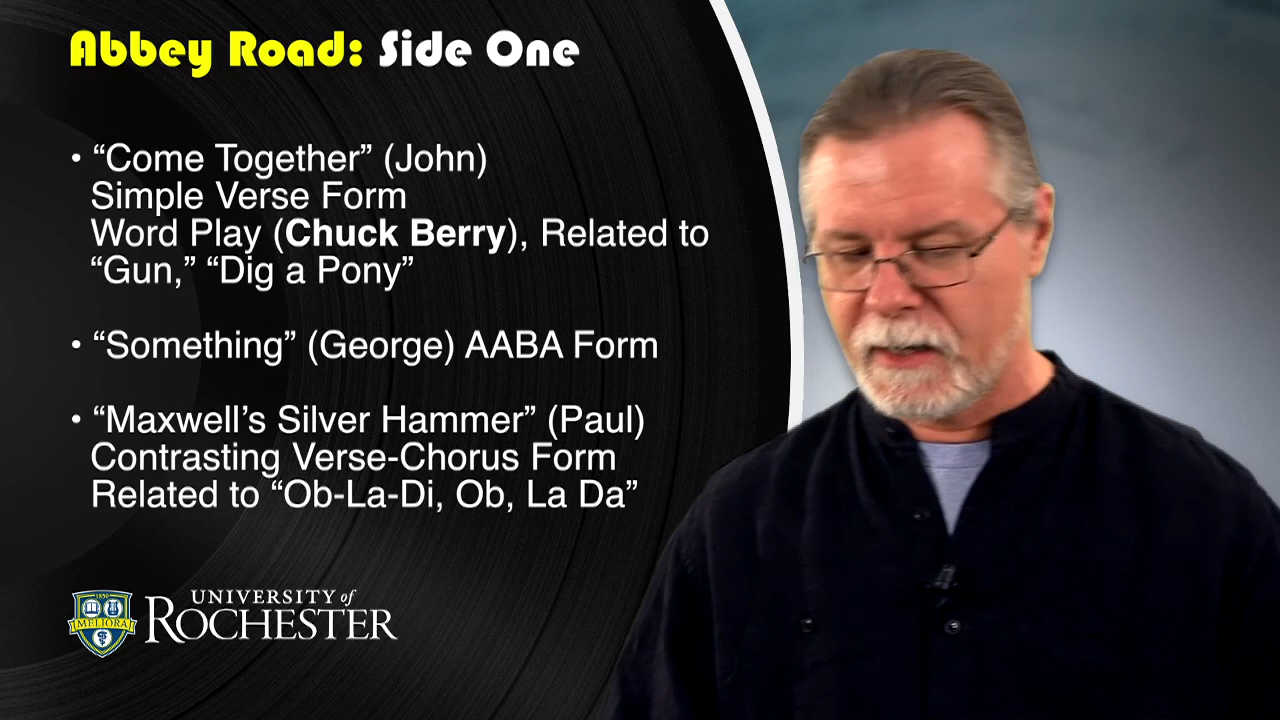 Abbey Road: Side One
• “Come Together” (John)
Simple Verse Form
Word Play (Chuck Berry), Related to
“Gun,” “Dig a Pony”
• “Something” (George) AABA Form
• “Maxwell’s Silver Hammer” (Paul)
Contrasting Verse-Chorus Form
Related to “Ob-La-Di, Ob, La Da”
1850
MELIORA
UNIVERSITY of
ROCHESTER